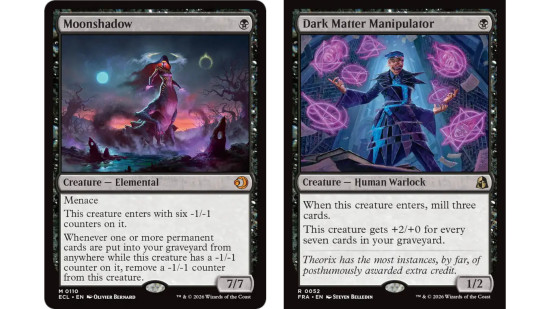 Moonshadow
Creature — Elemental
Menace
This creature enters with six -1/-1
counters on it.
Whenever one or more permanent
cards are put into your graveyard from
anywhere while this creature has a -1/-1
counter on it, remove a -1/-1 counter
from this creature.
7/7
M 0110
ECL • EN OLIVIER BERNARD
™ & © 2026 Wizards of the Coast
Dark Matter Manipulator
Creature — Human Warlock
When this creature enters, mill three
cards.
This creature gets +2/+0 for every
seven cards in your graveyard.
Theorix has the most instances, by far, of
posthumously awarded extra credit.
1/2
R 0052
FRA • EN STEVEN BELLEDIN
™ & © 2026 Wizards of the Coast